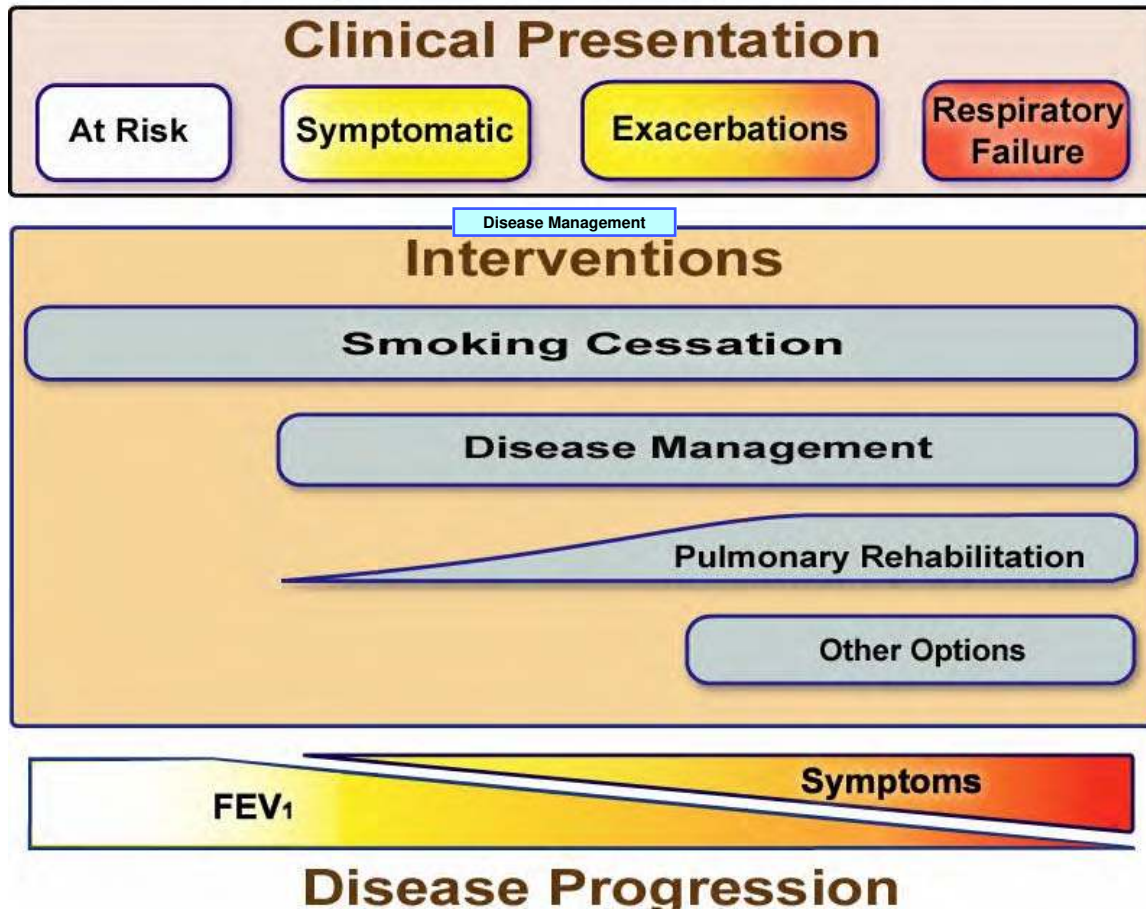 Clinical Presentation
At Risk
Symptomatic
Exacerbations
Respiratory
Failure
Disease Management
Interventions
Smoking Cessation
Disease Management
Pulmonary Rehabilitation
Other Options
Symptoms
FEV₁
Disease Progression